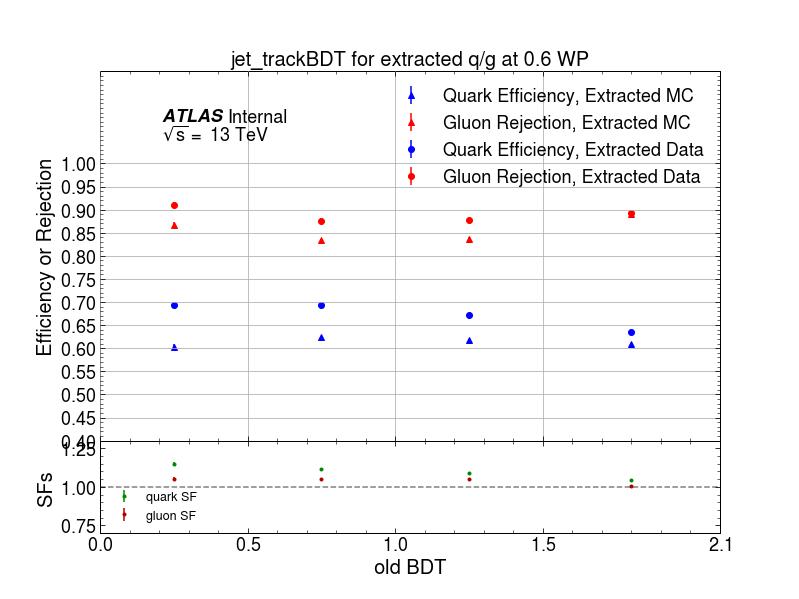 jet_trackBDT for extracted q/g at 0.6 WP
ATLAS Internal
√s = 13 TeV
Quark Efficiency, Extracted MC
Gluon Rejection, Extracted MC
Quark Efficiency, Extracted Data
Gluon Rejection, Extracted Data
Efficiency or Rejection
1.00
0.95
0.90
0.85
0.80
0.75
0.70
0.65
0.60
0.55
0.50
0.45
0.40
SFs
1.25
1.00
0.75
quark SF
gluon SF
0.0 0.5 1.0 1.5 2.1
old BDT